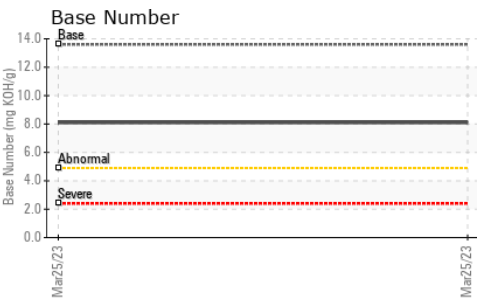 Base Number
Base Number (mg KOH/g)
14.0
12.0
10.0
8.0
6.0
4.0
2.0
0.0
Base
Abnormal
Severe
Mar25/23
Mar25/23